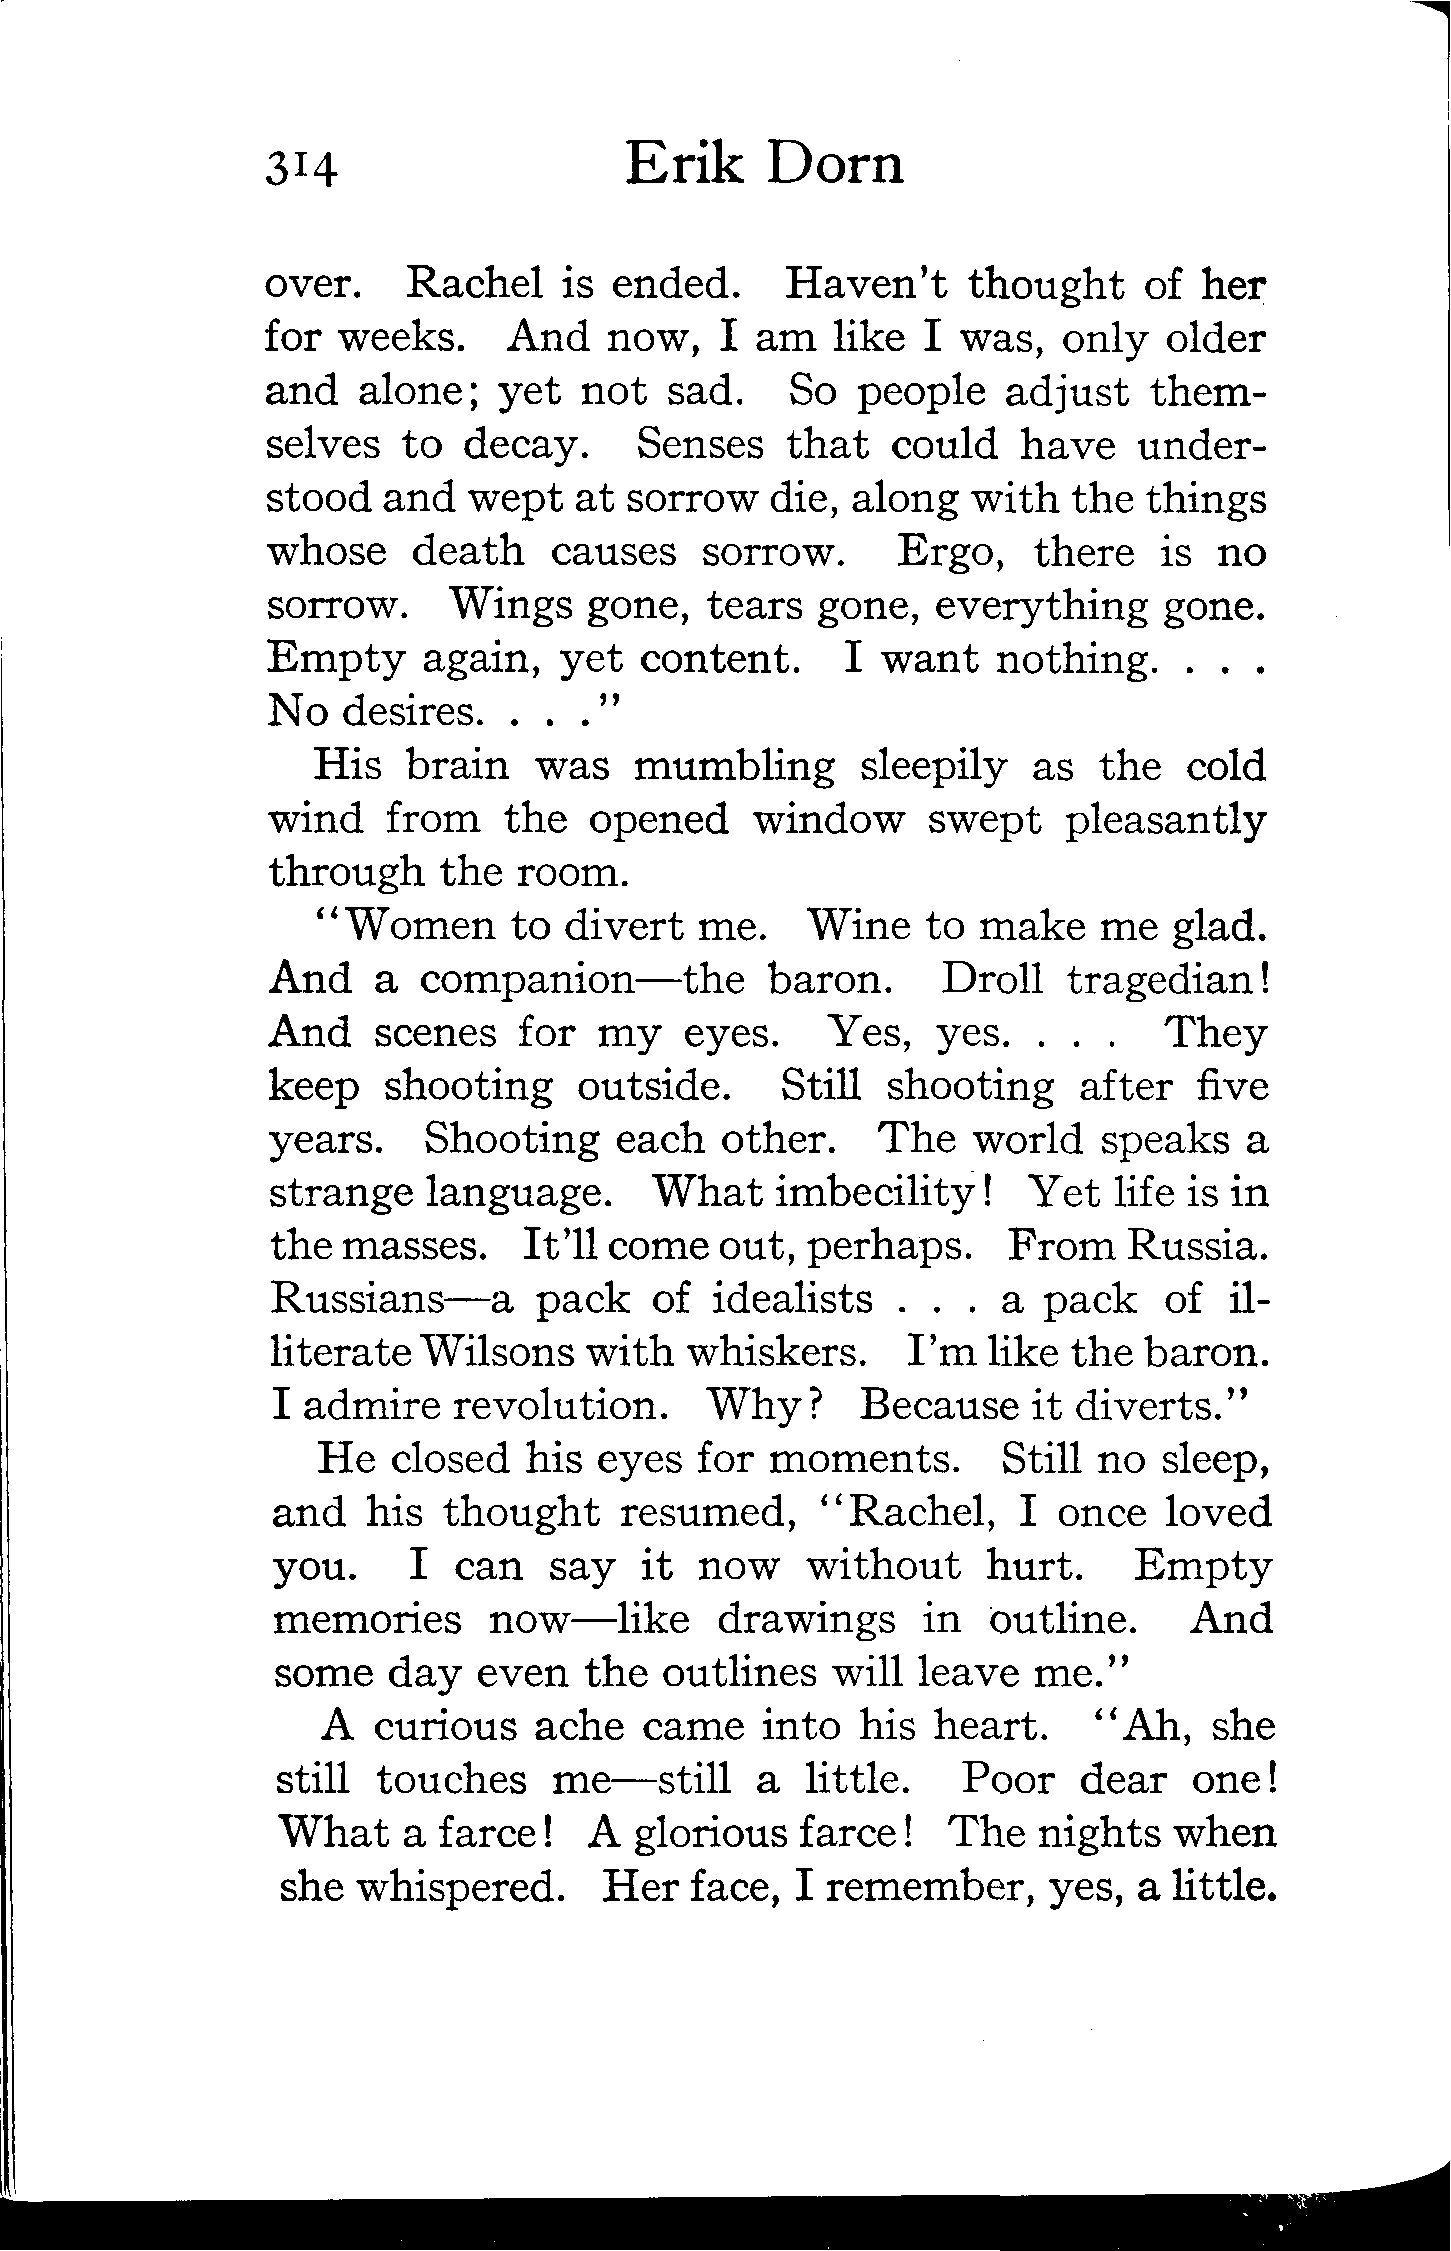 314 Erik Dorn
over. Rachel is ended. Haven't thought of her
for weeks. And now, I am like I was, only older
and alone; yet not sad. So people adjust them-
selves to decay. Senses that could have under-
stood and wept at sorrow die, along with the things
whose death causes sorrow. Ergo, there is no
sorrow. Wings gone, tears gone, everything gone.
Empty again, yet content. I want nothing. . . .
No desires. . . ."
His brain was mumbling sleepily as the cold
wind from the opened window swept pleasantly
through the room.
"Women to divert me. Wine to make me glad.
And a companion—the baron. Droll tragedian!
And scenes for my eyes. Yes, yes. . . . They
keep shooting outside. Still shooting after five
years. Shooting each other. The world speaks a
strange language. What imbecility! Yet life is in
the masses. It'll come out, perhaps. From Russia.
Russians—a pack of idealists . . . a pack of il-
literate Wilsons with whiskers. I'm like the baron.
I admire revolution. Why? Because it diverts."
He closed his eyes for moments. Still no sleep,
and his thought resumed, "Rachel, I once loved
you. I can say it now without hurt. Empty
memories now—like drawings in outline. And
some day even the outlines will leave me."
A curious ache came into his heart. "Ah, she
still touches me—still a little. Poor dear one!
What a farce! A glorious farce! The nights when
she whispered. Her face, I remember, yes, a little.